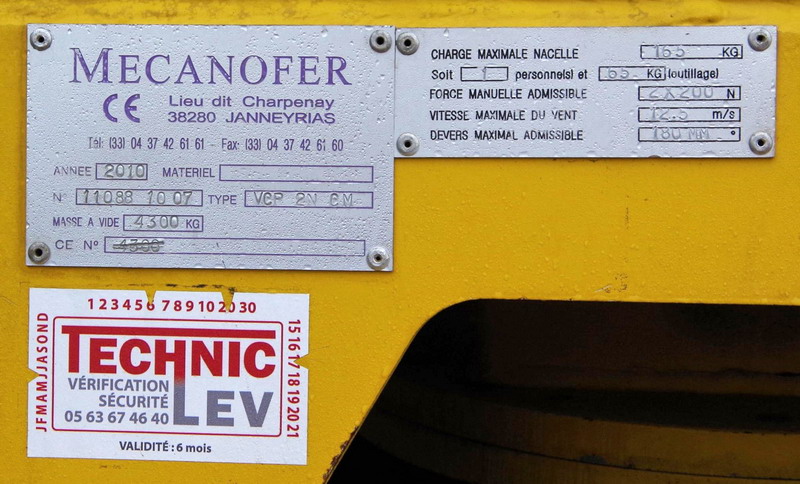 MECANOFER
CE Lieu dit Charpenay
38280 JANNEYRIAS
Tél: (33) 04 37 42 61 61 - Fax: (33) 04 37 42 61 60
ANNEE 2010 MATERIEL
N° 11088 10 07 TYPE VCP 2N CM
MASSE A VIDE 4300 KG
CE N° 4300
CHARGE MAXIMALE NACELLE 165 KG
Soit 1 personne(s) et 65 KG (outillage)
FORCE MANUELLE ADMISSIBLE 2X200 N
VITESSE MAXIMALE DU VENT 12.5 m/s
DEVERS MAXIMAL ADMISSIBLE 180 MM °
1 2 3 4 5 6 7 8 9 10 20 30
JFMAMJJASOND
TECHNIC
LEV
VÉRIFICATION
SÉCURITÉ
05 63 67 46 40
15 16 17 18 19 20 21
VALIDITÉ : 6 mois